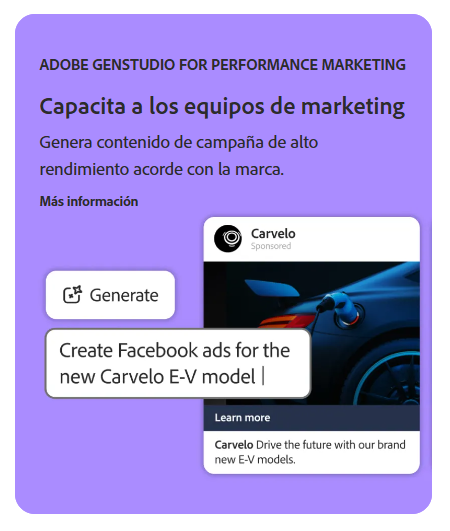 ADOBE GENSTUDIO FOR PERFORMANCE MARKETING
Capacita a los equipos de marketing
Genera contenido de campaña de alto
rendimiento acorde con la marca.
Más información
Carvelo
Sponsored
Generate
Create Facebook ads for the
new Carvelo E-V model
Learn more
Carvelo Drive the future with our brand
new E-V models.